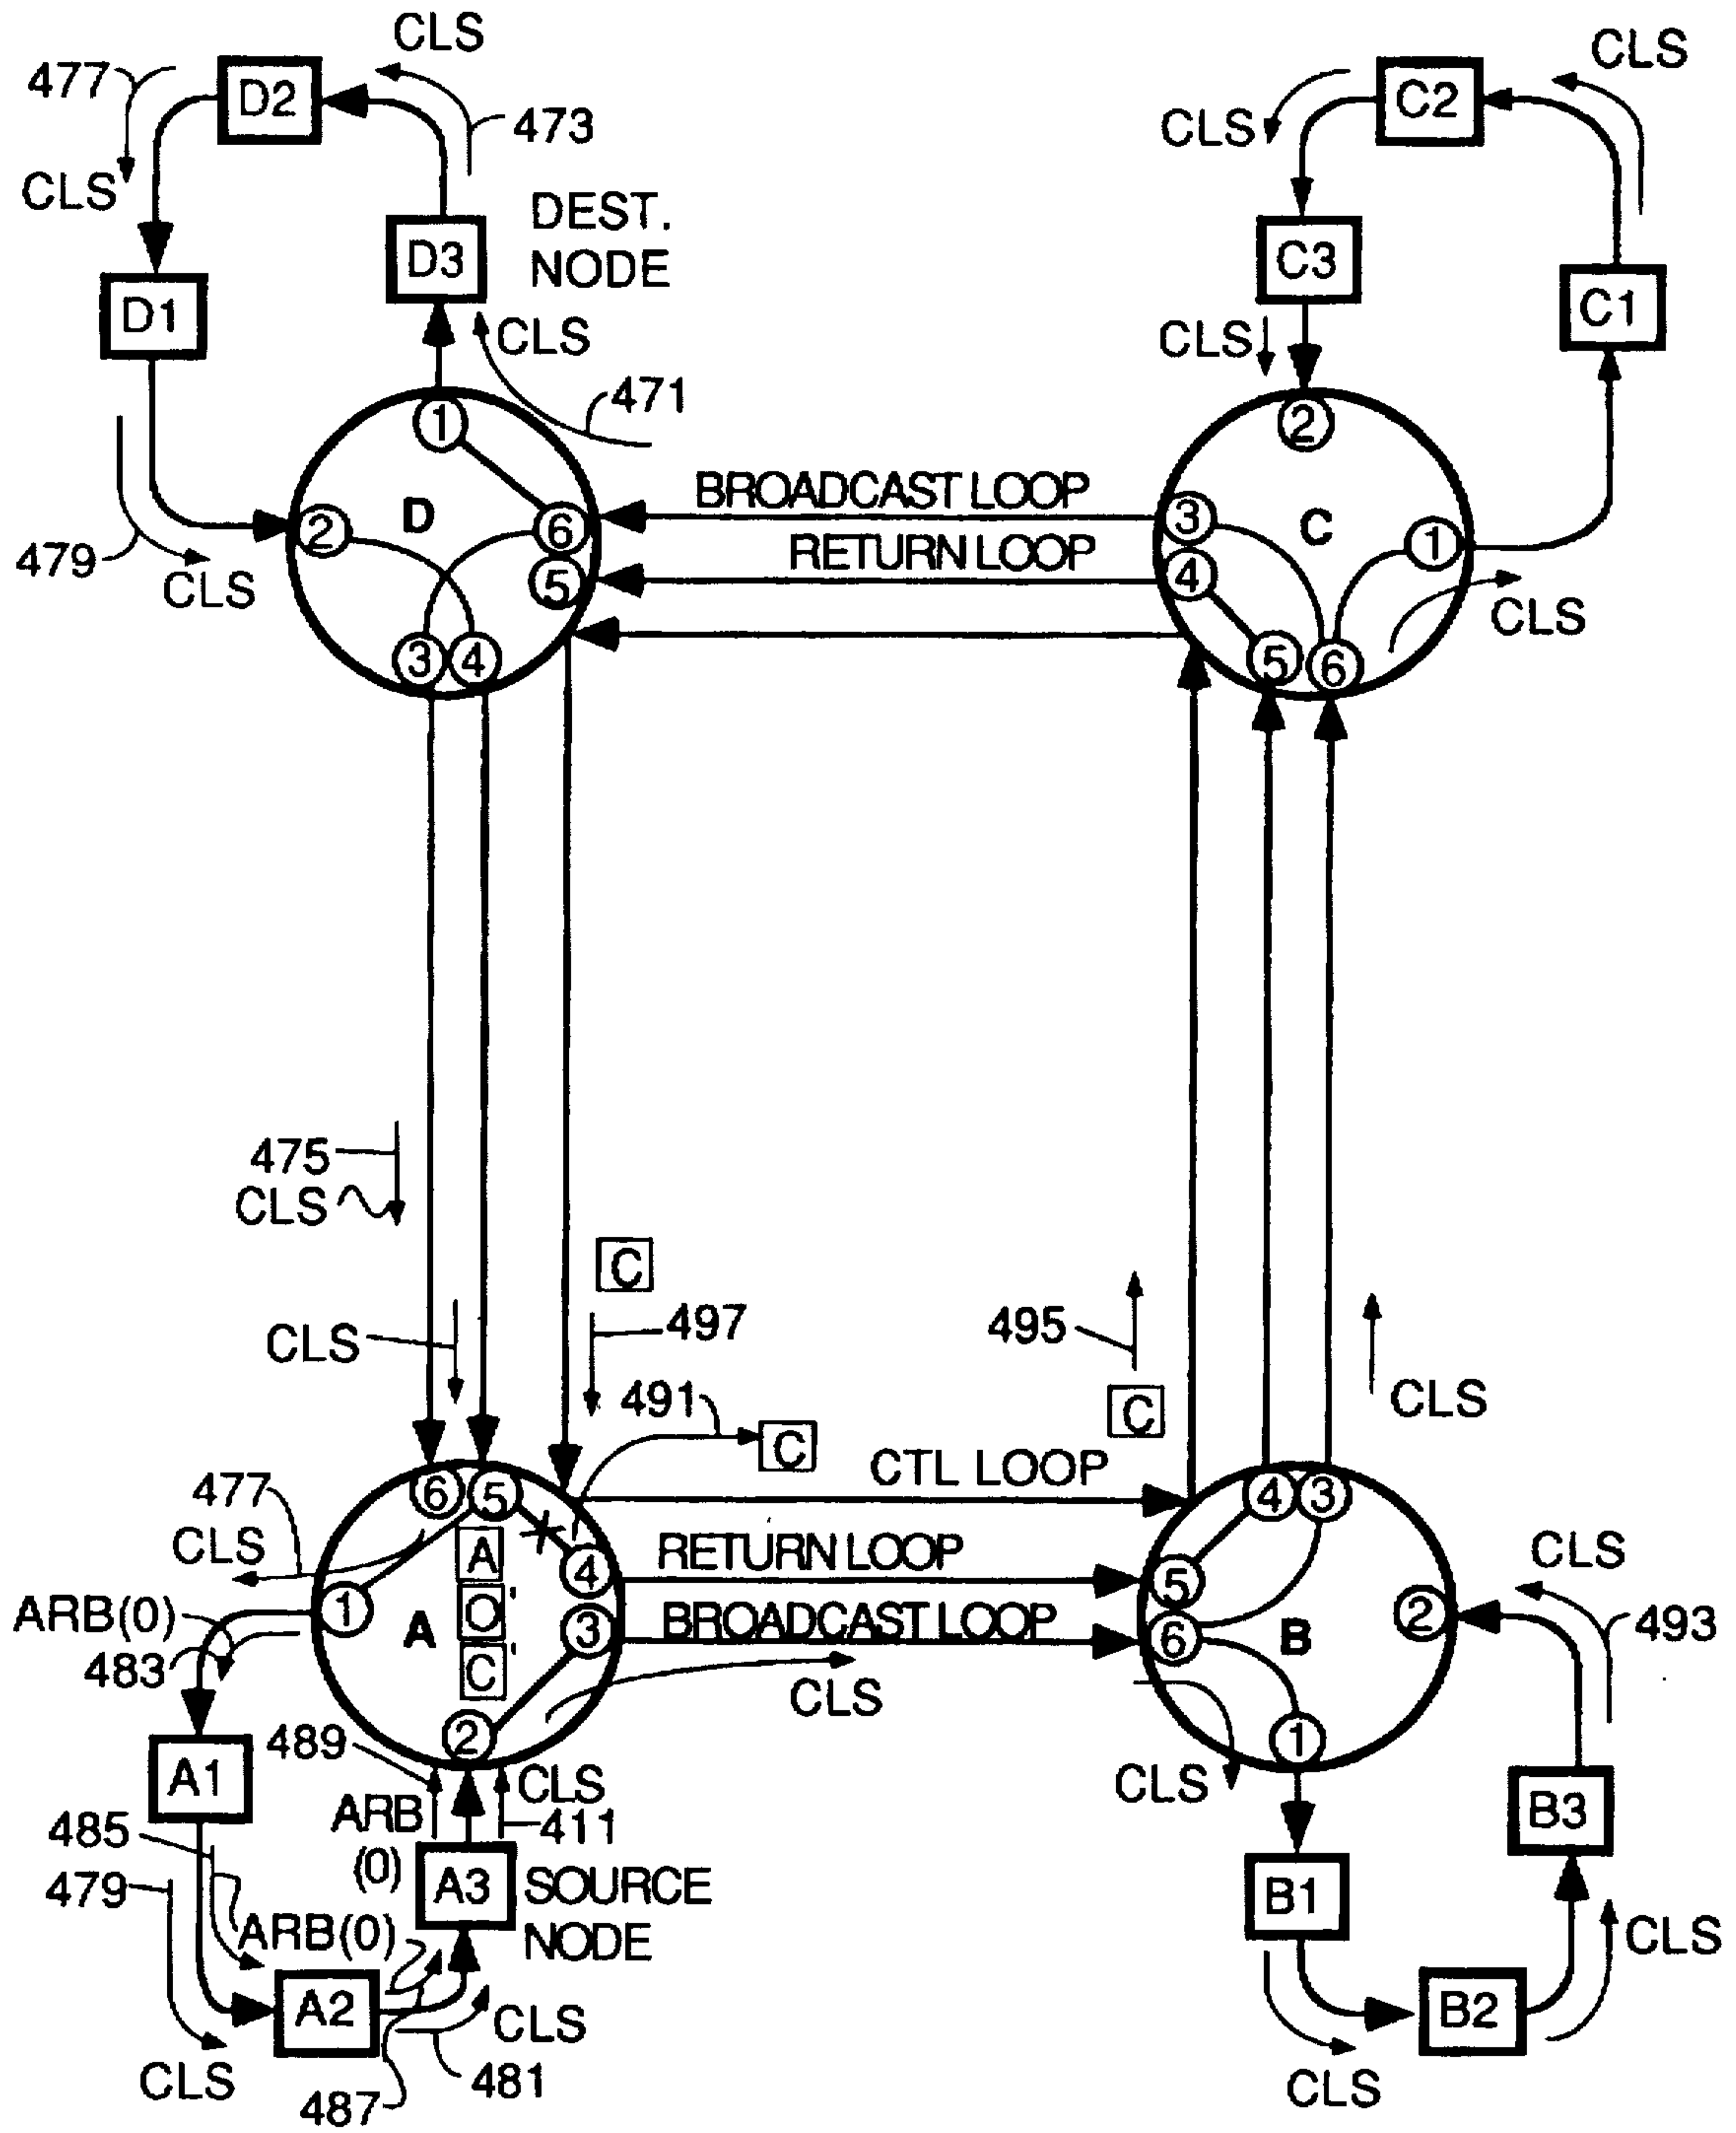 CLS
CLS
477
D2
C2
473
CLS
CLS
DEST.
NODE
D3
C3
D1
C1
CLS
CLS
471
1
2
BROADCAST LOOP
D
2
6
3
C
1
RETURN LOOP
479
5
4
CLS
CLS
3
4
5
6
475
CLS
C
497
495
CLS
491
C
CLS
C
CTL LOOP
477
6
5
4
3
CLS
A
RETURN LOOP
CLS
4
5
ARB(0)
1
A
O'
3
BROADCAST LOOP
6
B
2
493
483
C'
CLS
2
489
1
A1
CLS
CLS
ARB
(0)
411
B3
485
479
A3
SOURCE
NODE
B1
ARB(0)
CLS
A2
CLS
B2
CLS
481
487
CLS